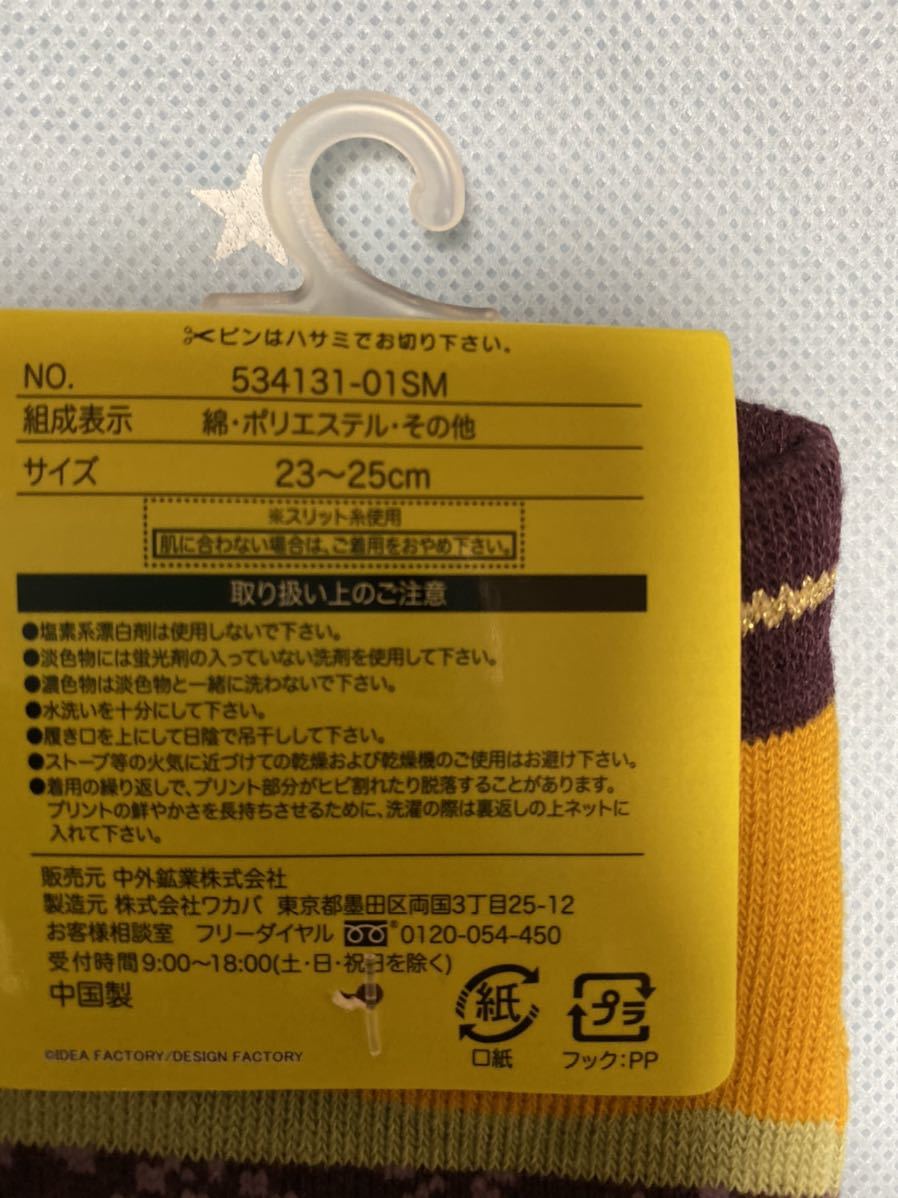 ピンはハサミでお切り下さい。
NO. 534131-01SM
組成表示 綿・ポリエステル・その他
サイズ 23〜25cm
※スリット糸使用
肌に合わない場合は、ご着用をおやめ下さい。
取り扱い上のご注意
●塩素系漂白剤は使用しないで下さい。
●淡色物には蛍光剤の入っていない洗剤を使用して下さい。
●濃色物は淡色物と一緒に洗わないで下さい。
●水洗いを十分にして下さい。
●履き口を上にして日陰で吊干しして下さい。
●ストーブ等の火気に近づけての乾燥および乾燥機のご使用はお避け下さい。
●着用の繰り返しで、プリント部分がヒビ割れたり脱落することがあります。
プリントの鮮やかさを長持ちさせるために、洗濯の際は裏返しの上ネットに
入れて下さい。
販売元 中外鉱業株式会社
製造元 株式会社ワカバ 東京都墨田区両国3丁目25-12
お客様相談室 フリーダイヤル 0120-054-450
受付時間9:00〜18:00(土・日・祝日を除く)
中国製
©IDEA FACTORY/DESIGN FACTORY
紙
口紙
プラ
フック:PP